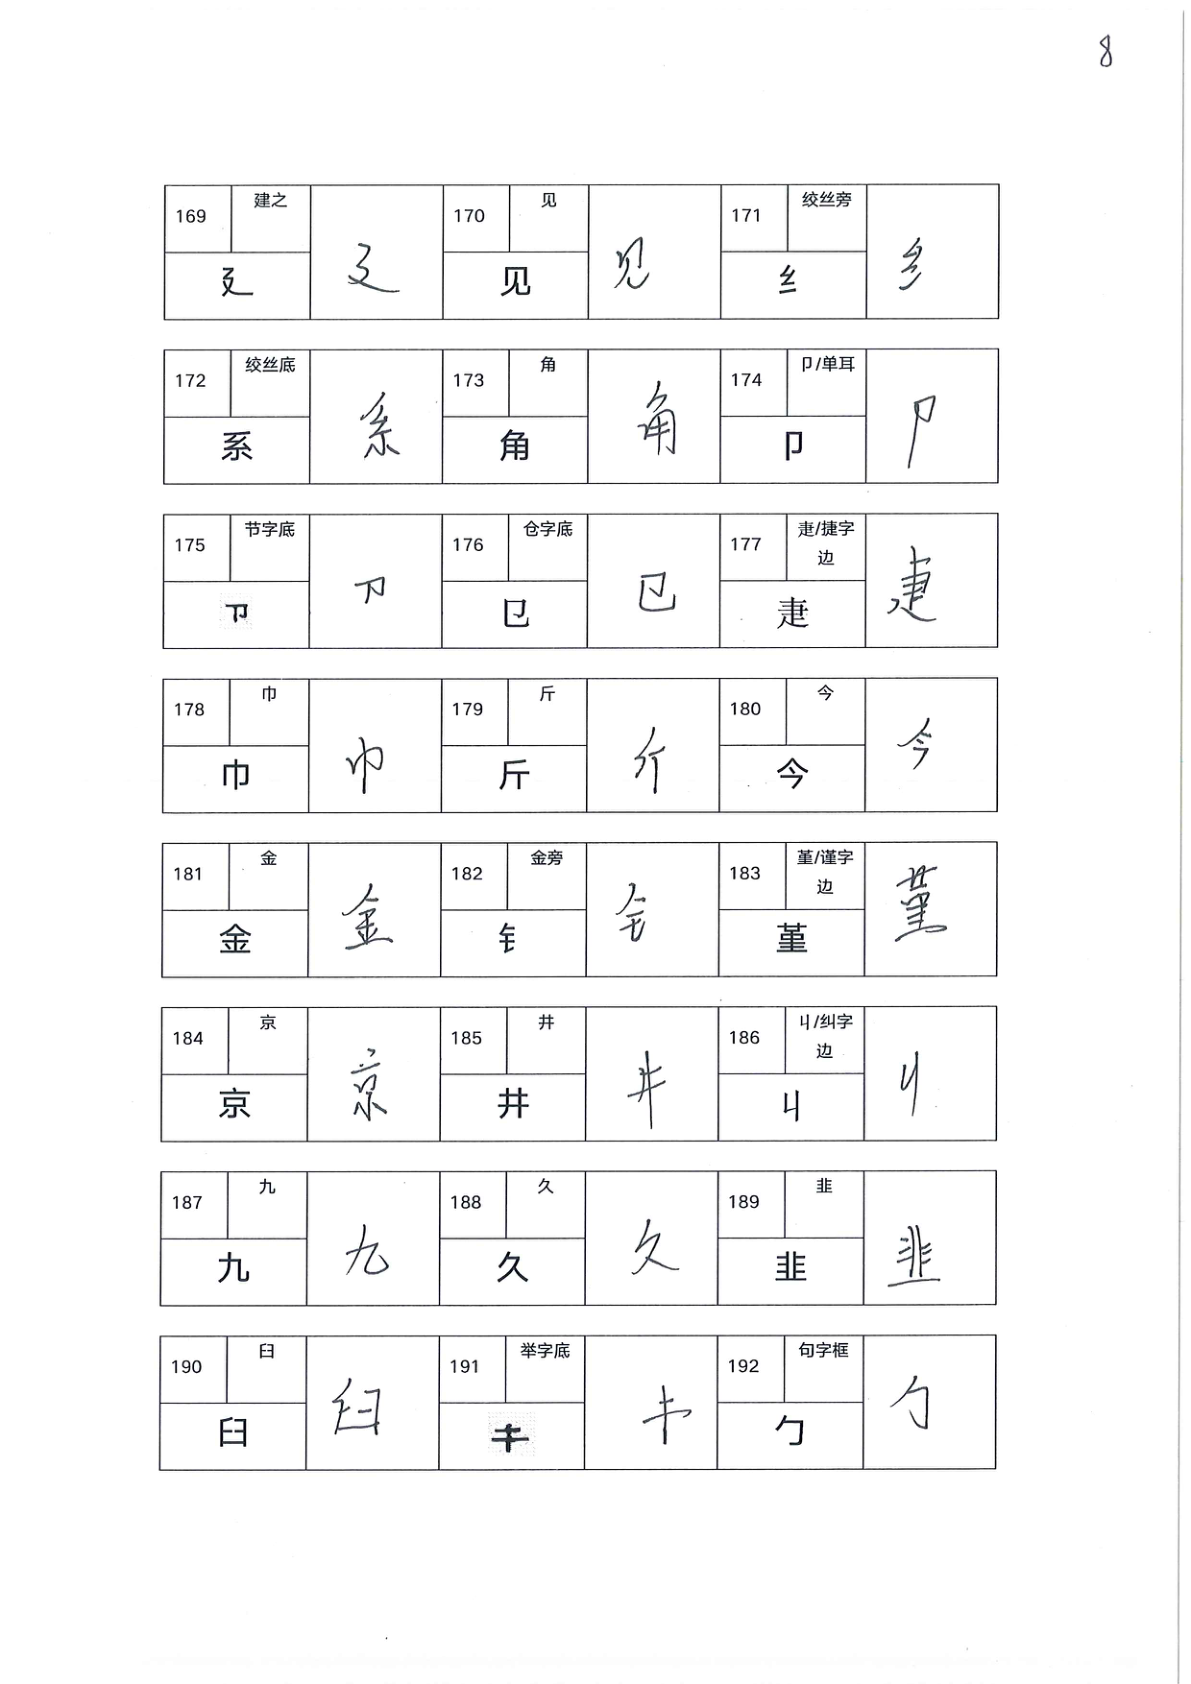 8
169 建之 廴 廴 170 见 见 见 171 绞丝旁 纟 纟
172 绞丝底 系 系 173 角 角 角 174 卩/单耳 卩 卩
175 节字底 㔾 176 仓字底 㔾 㔾 177 疌/捷字边 疌 疌
178 巾 巾 巾 179 斤 斤 斤 180 今 今 今
181 金 金 金 182 金旁 钅 钅 183 堇/谨字边 堇 堇
184 京 京 京 185 井 井 井 186 丩/纠字边 丩 丩
187 九 九 九 188 久 久 久 189 韭 韭 韭
190 臼 臼 臼 191 举字底 192 句字框 勹 勹